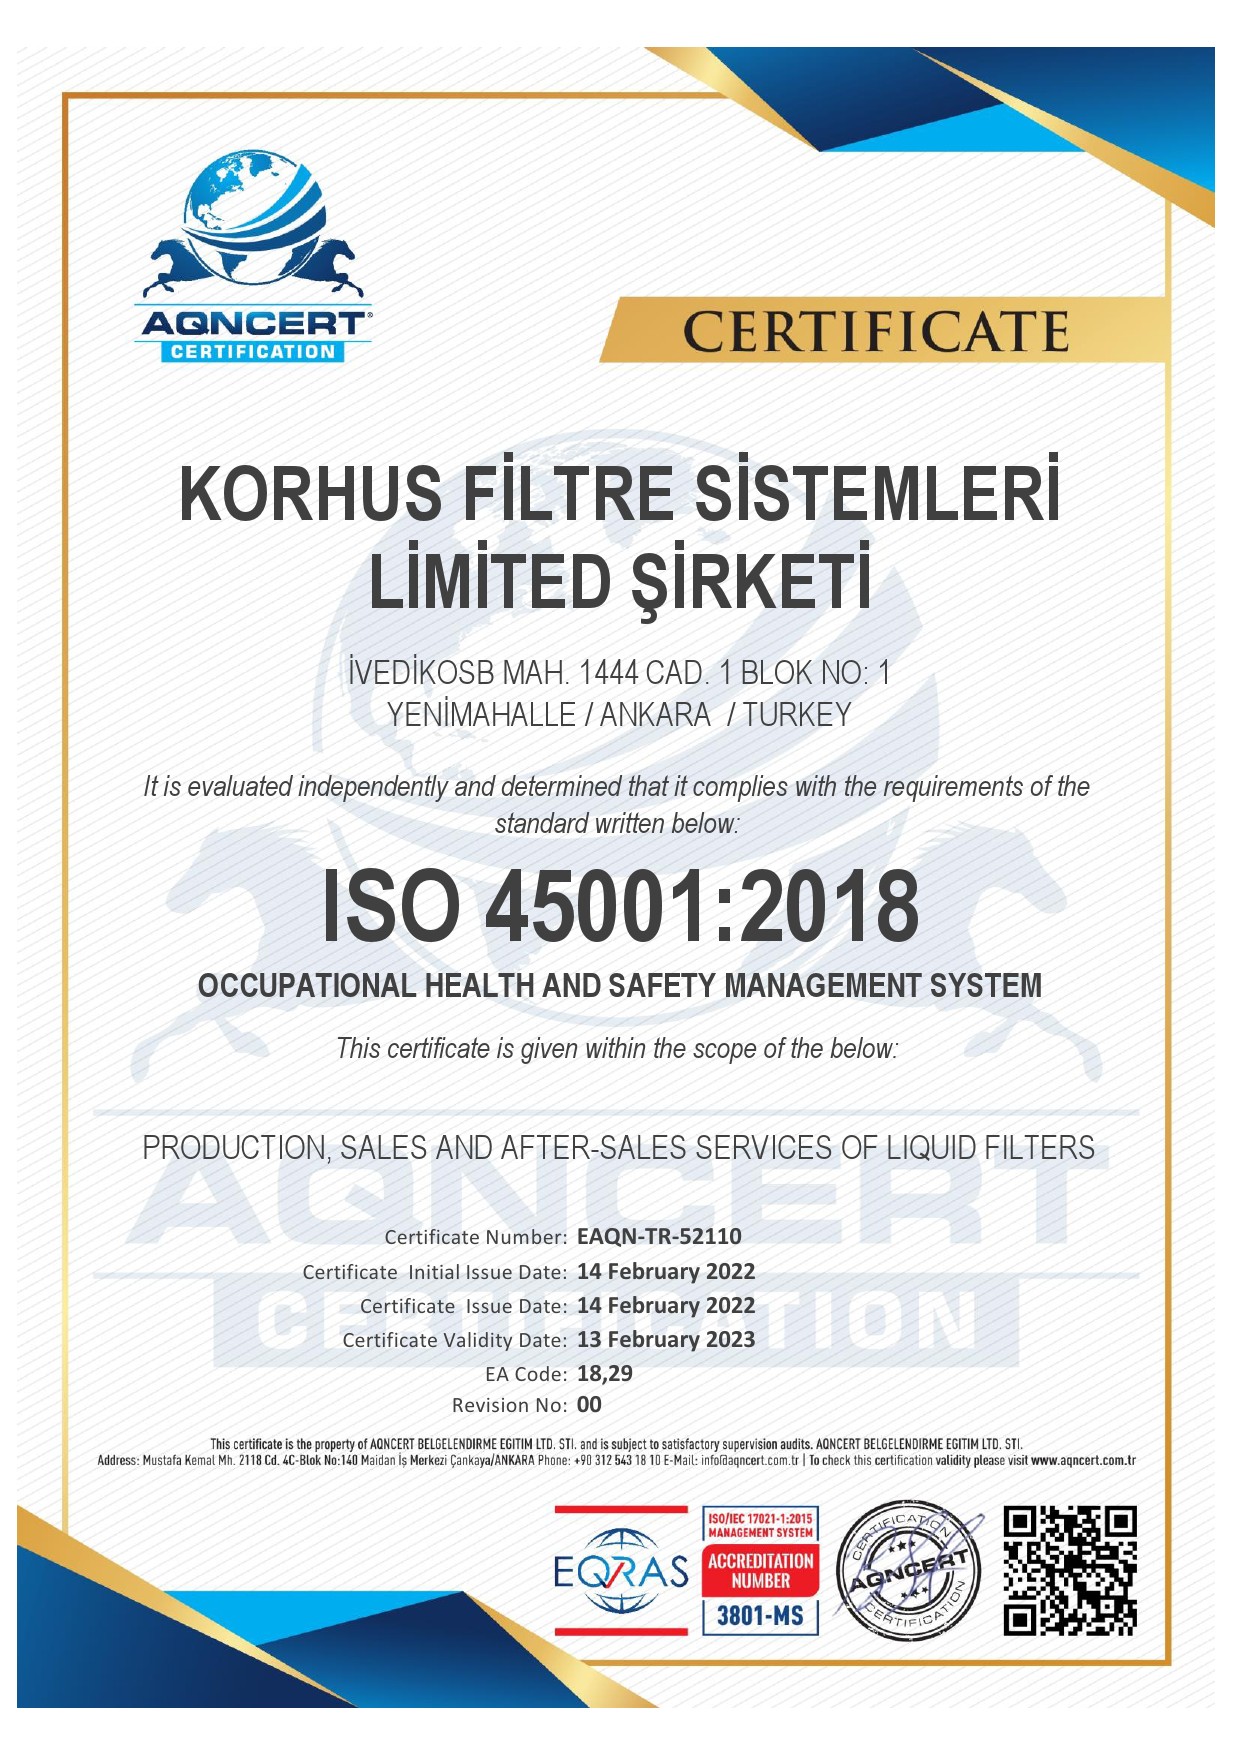 AQNCERT®
CERTIFICATION
CERTIFICATE
KORHUS FİLTRE SİSTEMLERİ
LİMİTED ŞİRKETİ
İVEDİKOSB MAH. 1444 CAD. 1 BLOK NO: 1
YENİMAHALLE / ANKARA / TURKEY
It is evaluated independently and determined that it complies with the requirements of the
standard written below:
ISO 45001:2018
OCCUPATIONAL HEALTH AND SAFETY MANAGEMENT SYSTEM
This certificate is given within the scope of the below:
PRODUCTION, SALES AND AFTER-SALES SERVICES OF LIQUID FILTERS
AQNCERT
CERTIFICATION
Certificate Number: EAQN-TR-52110
Certificate Initial Issue Date: 14 February 2022
Certificate Issue Date: 14 February 2022
Certificate Validity Date: 13 February 2023
EA Code: 18,29
Revision No: 00
This certificate is the property of AQNCERT BELGELENDIRME EGITIM LTD. STI. and is subject to satisfactory supervision audits. AQNCERT BELGELENDIRME EGITIM LTD. STI.
Address: Mustafa Kemal Mh. 2118 Cd. 4C-Blok No:140 Maidan İş Merkezi Çankaya/ANKARA Phone: +90 312 543 18 10 E-Mail: info@aqncert.com.tr | To check this certification validity please visit www.aqncert.com.tr
EQRAS
ISO/IEC 17021-1:2015
MANAGEMENT SYSTEM
ACCREDITATION
NUMBER
3801-MS
CERTIFICATION
AQNCERT
CERTIFICATION